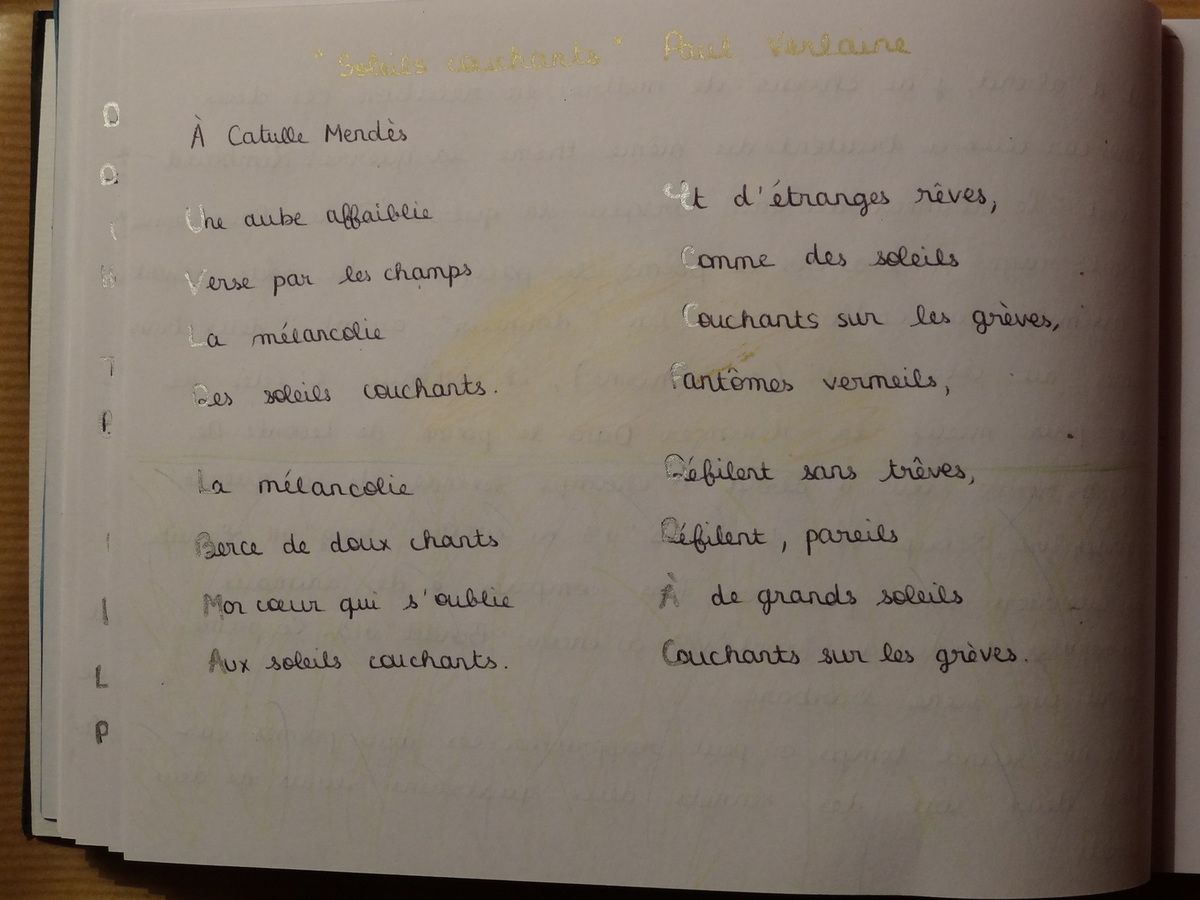 "Soleils couchants" Paul Verlaine
À Catulle Mendès
Une aube affaiblie
Verse par les champs
La mélancolie
Des soleils couchants.
La mélancolie
Berce de doux chants
Mon cœur qui s'oublie
Aux soleils couchants.
Et d'étranges rêves,
Comme des soleils
Couchants sur les grèves,
Fantômes vermeils,
Défilent sans trêves,
Défilent, pareils
À de grands soleils
Couchants sur les grèves.